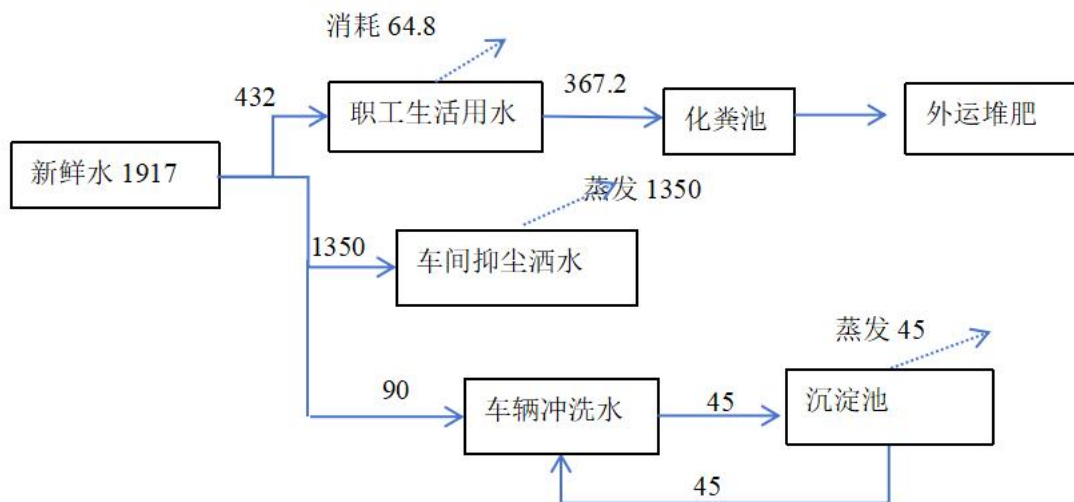 消耗 64.8
432
职工生活用水
367.2
化粪池
外运堆肥
新鲜水 1917
蒸发 1350
1350
车间抑尘洒水
蒸发 45
90
车辆冲洗水
45
沉淀池
45